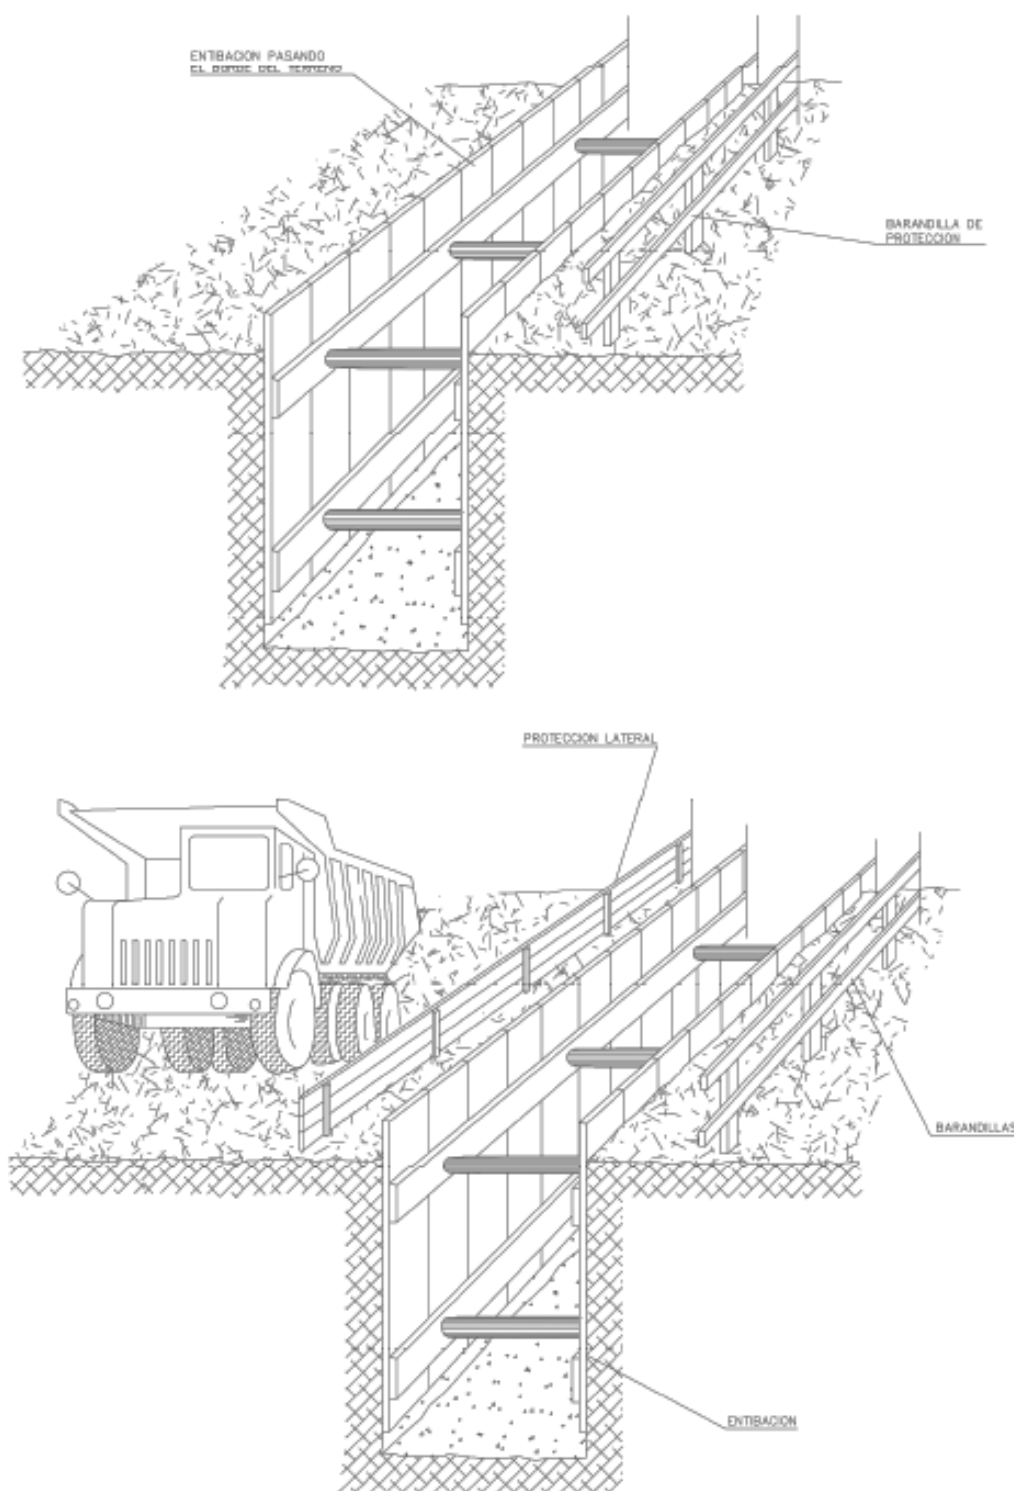 ENTIBACION PASANDO
EL BORDE DEL TERRENO
BARANDILLA DE
PROTECCION
PROTECCION LATERAL
BARANDILLAS
ENTIBACION